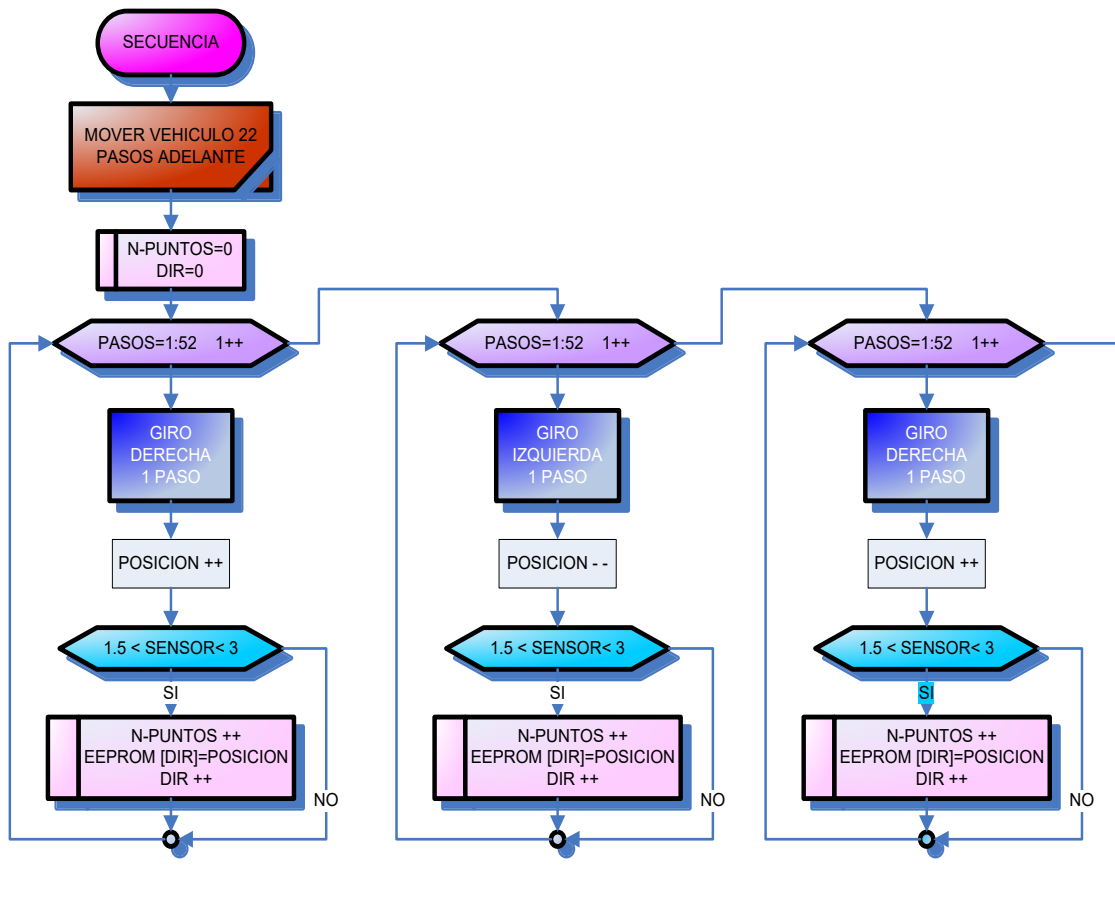 SECUENCIA
MOVER VEHICULO 22
PASOS ADELANTE
N-PUNTOS=0
DIR=0
PASOS=1:52 1++
GIRO
DERECHA
1 PASO
POSICION ++
1.5 < SENSOR< 3
SI
N-PUNTOS ++
EEPROM [DIR]=POSICION
DIR ++
NO
PASOS=1:52 1++
GIRO
IZQUIERDA
1 PASO
POSICION - -
1.5 < SENSOR< 3
SI
N-PUNTOS ++
EEPROM [DIR]=POSICION
DIR ++
NO
PASOS=1:52 1++
GIRO
DERECHA
1 PASO
POSICION ++
1.5 < SENSOR< 3
SI
N-PUNTOS ++
EEPROM [DIR]=POSICION
DIR ++
NO